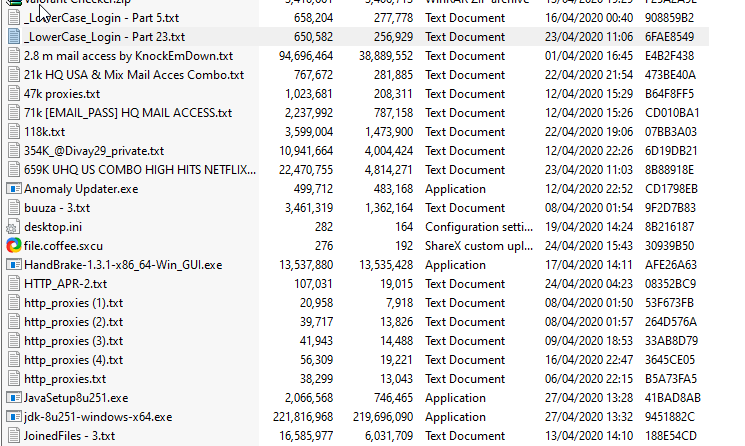 _LowerCase_Login - Part 5.txt 658,204 277,778 Text Document 16/04/2020 00:40 908859B2
_LowerCase_Login - Part 23.txt 650,582 256,929 Text Document 23/04/2020 11:06 6FAE8549
2.8 m mail access by KnockEmDown.txt 94,696,464 38,889,552 Text Document 01/04/2020 16:45 E4B2F438
21k HQ USA & Mix Mail Acces Combo.txt 767,672 281,885 Text Document 22/04/2020 21:54 473BE40A
47k proxies.txt 1,023,681 208,311 Text Document 12/04/2020 15:29 B64F8FF5
71k [EMAIL_PASS] HQ MAIL ACCESS.txt 2,237,992 787,158 Text Document 12/04/2020 15:26 CD010BA1
118k.txt 3,599,004 1,473,900 Text Document 22/04/2020 19:06 07BB3A03
354K_@Divay29_private.txt 10,941,664 4,004,424 Text Document 12/04/2020 22:26 6D19DB21
659K UHQ US COMBO HIGH HITS NETFLIX... 22,470,755 4,814,271 Text Document 23/04/2020 11:03 8B88918E
Anomaly Updater.exe 499,712 483,168 Application 12/04/2020 22:52 CD1798EB
buuza - 3.txt 3,461,319 1,362,164 Text Document 08/04/2020 01:54 9F2D7B83
desktop.ini 282 164 Configuration setti... 19/04/2020 14:24 8B216187
file.coffee.sxcu 276 192 ShareX custom upl... 24/04/2020 15:43 30939B50
HandBrake-1.3.1-x86_64-Win_GUI.exe 13,537,880 13,535,428 Application 17/04/2020 14:11 AFE26A63
HTTP_APR-2.txt 107,031 19,015 Text Document 24/04/2020 04:23 08352BC9
http_proxies (1).txt 20,958 7,918 Text Document 08/04/2020 01:50 53F673FB
http_proxies (2).txt 39,717 13,826 Text Document 08/04/2020 01:57 264D576A
http_proxies (3).txt 41,943 14,488 Text Document 09/04/2020 18:53 33AB8D79
http_proxies (4).txt 56,309 19,221 Text Document 16/04/2020 22:47 3645CE05
http_proxies.txt 38,299 13,043 Text Document 06/04/2020 22:15 B5A73FA5
JavaSetup8u251.exe 2,066,568 746,465 Application 27/04/2020 13:28 41BAD8AB
jdk-8u251-windows-x64.exe 221,816,968 219,696,090 Application 27/04/2020 13:32 9451882C
JoinedFiles - 3.txt 16,585,977 6,031,709 Text Document 13/04/2020 14:10 188E54CD